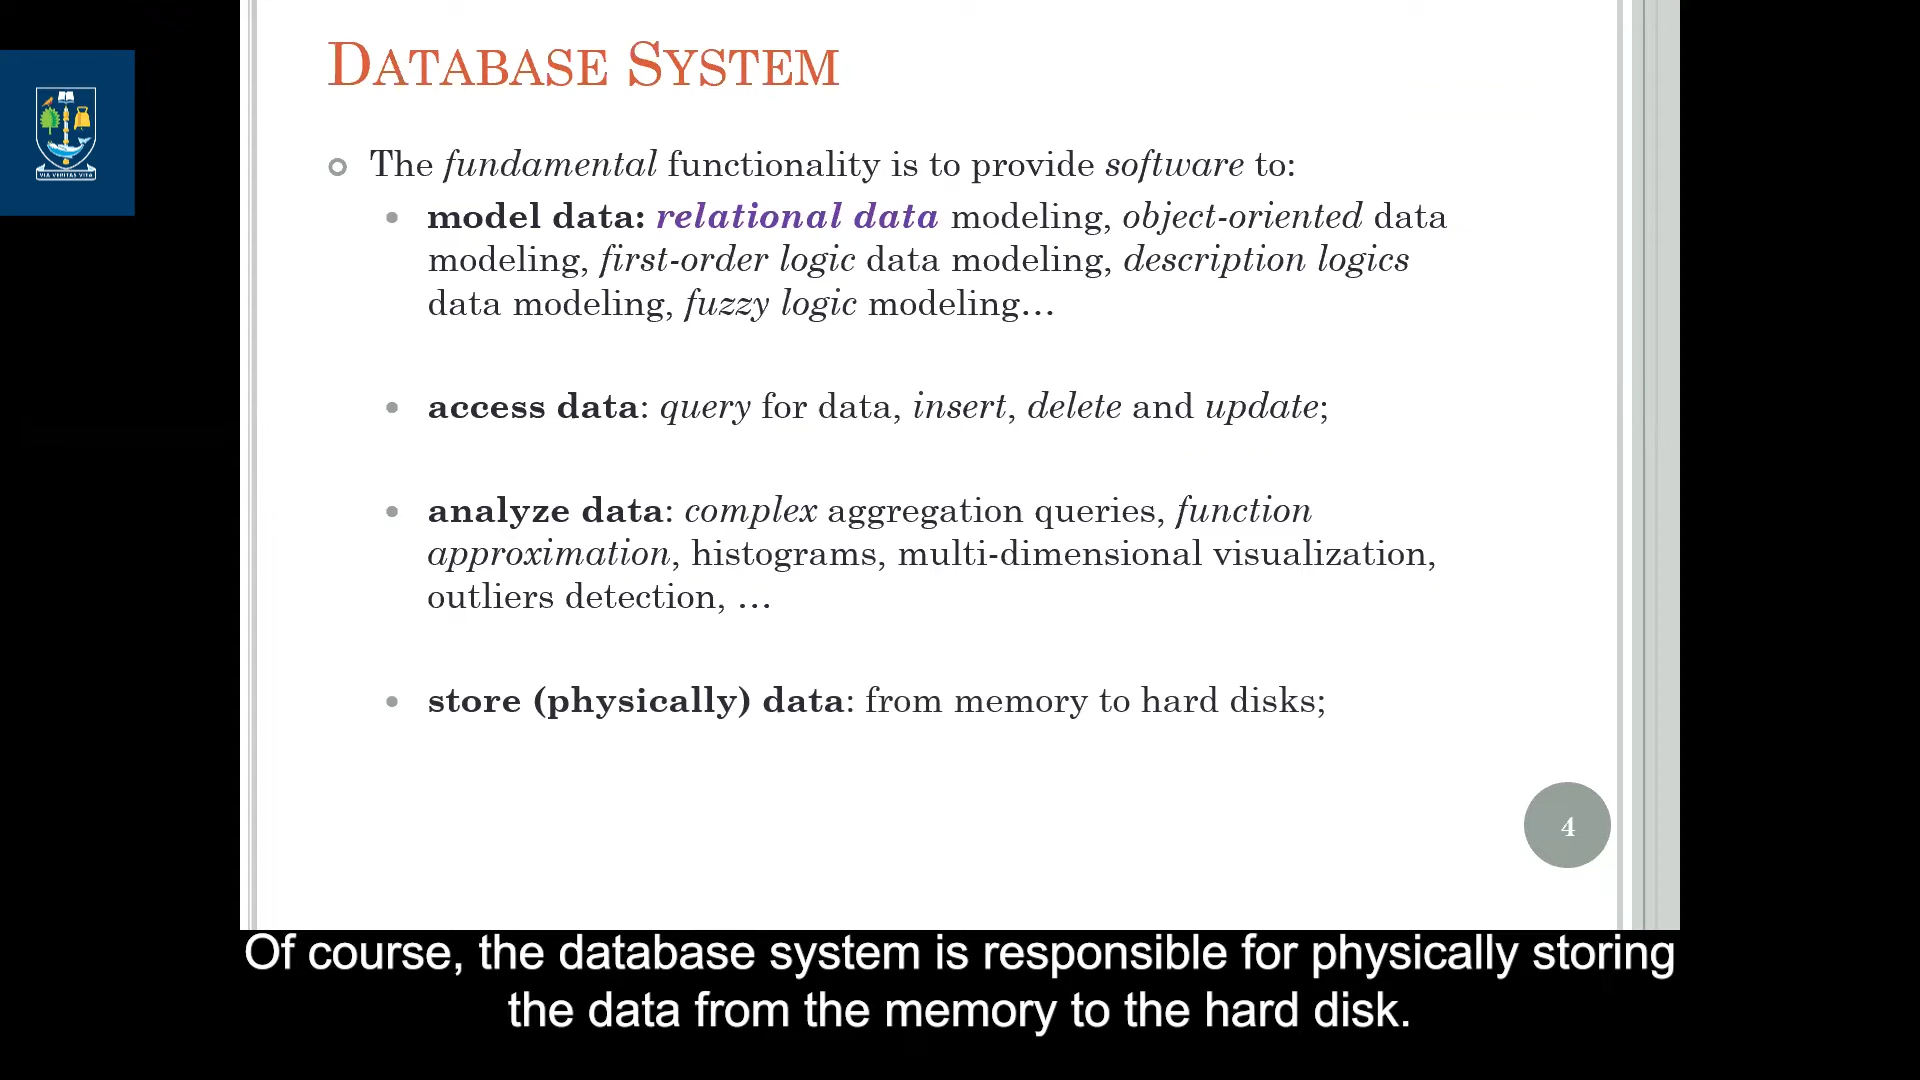 DATABASE SYSTEM
The fundamental functionality is to provide software to:
model data: relational data modeling, object-oriented data
modeling, first-order logic data modeling, description logics
data modeling, fuzzy logic modeling…
access data: query for data, insert, delete and update;
analyze data: complex aggregation queries, function
approximation, histograms, multi-dimensional visualization,
outliers detection, …
store (physically) data: from memory to hard disks;
4
Of course, the database system is responsible for physically storing
the data from the memory to the hard disk.
VIA VERITAS VITA